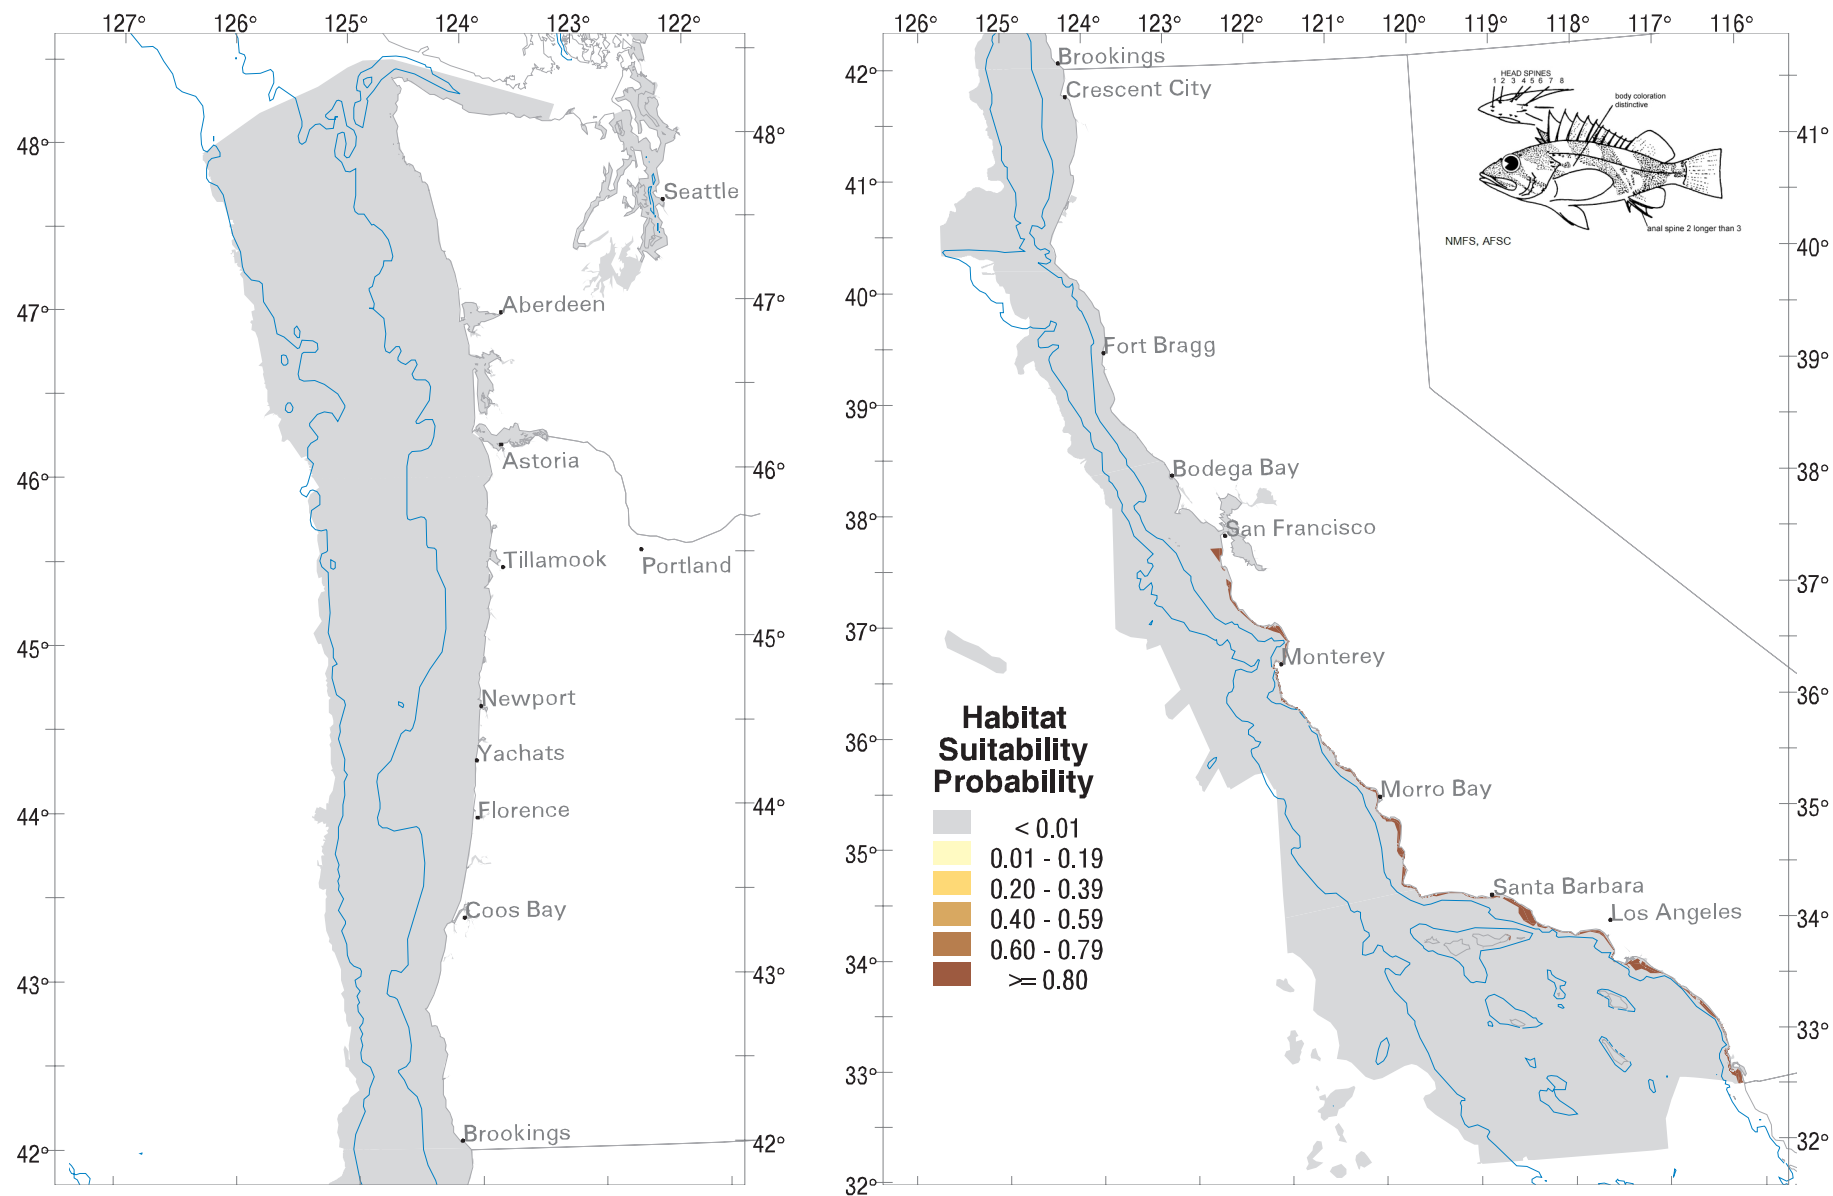 127° 126° 125° 124° 123° 122°
48°
47°
46°
45°
44°
43°
42°
48°
47°
46°
45°
44°
43°
42°
Seattle
Aberdeen
Astoria
Tillamook
Portland
Newport
Yachats
Florence
Coos Bay
Brookings
126° 125° 124° 123° 122° 121° 120° 119° 118° 117° 116°
42°
41°
40°
39°
38°
37°
36°
35°
34°
33°
32°
41°
40°
39°
38°
37°
36°
35°
34°
33°
32°
Brookings
Crescent City
Fort Bragg
Bodega Bay
San Francisco
Monterey
Morro Bay
Santa Barbara
Los Angeles
HEAD SPINES
1 2 3 4 5 6 7 8
body coloration
distinctive
anal spine 2 longer than 3
NMFS, AFSC
Habitat
Suitability
Probability
< 0.01
0.01 - 0.19
0.20 - 0.39
0.40 - 0.59
0.60 - 0.79
>= 0.80